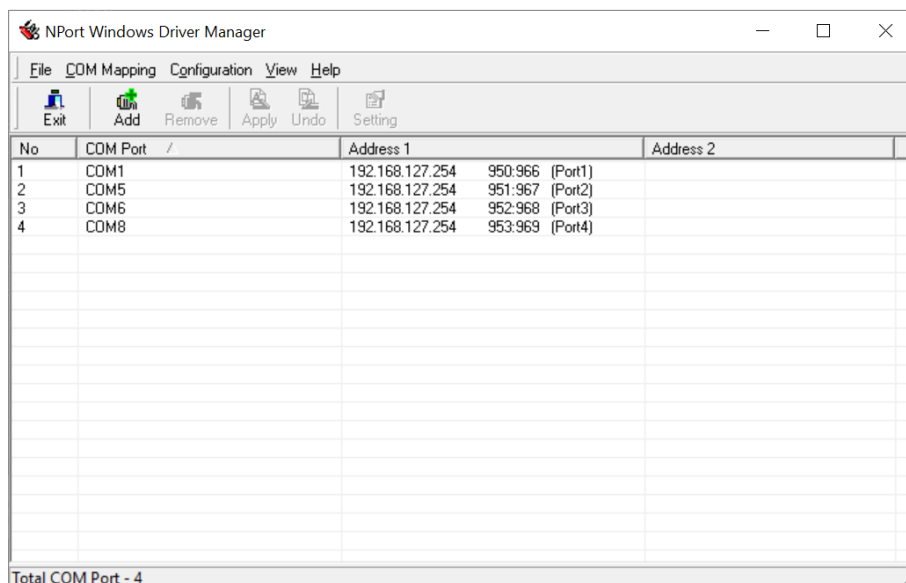 NPort Windows Driver Manager
File COM Mapping Configuration View Help
Exit Add Remove Apply Undo Setting
No COM Port Address 1 Address 2
1 COM1 192.168.127.254 950:966 (Port1)
2 COM5 192.168.127.254 951:967 (Port2)
3 COM6 192.168.127.254 952:968 (Port3)
4 COM8 192.168.127.254 953:969 (Port4)
Total COM Port - 4